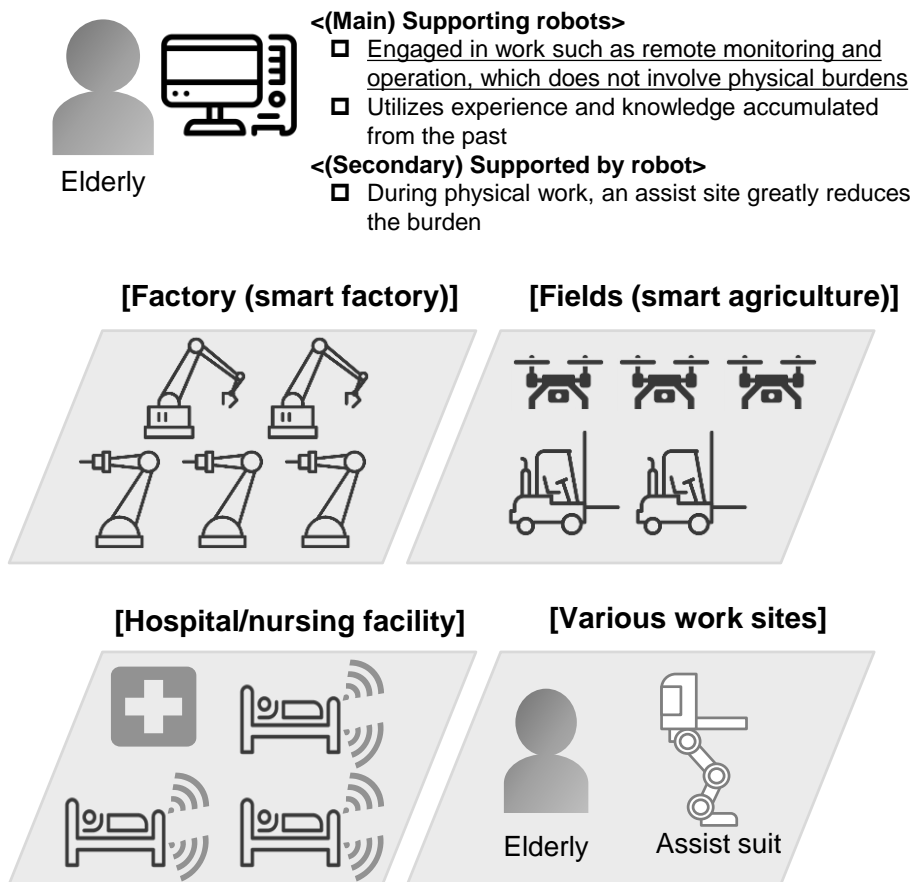 <(Main) Supporting robots>
Engaged in work such as remote monitoring and
operation, which does not involve physical burdens
Utilizes experience and knowledge accumulated
from the past
<(Secondary) Supported by robot>
During physical work, an assist site greatly reduces
the burden
Elderly
[Factory (smart factory)]
[Fields (smart agriculture)]
[Hospital/nursing facility]
[Various work sites]
Elderly
Assist suit